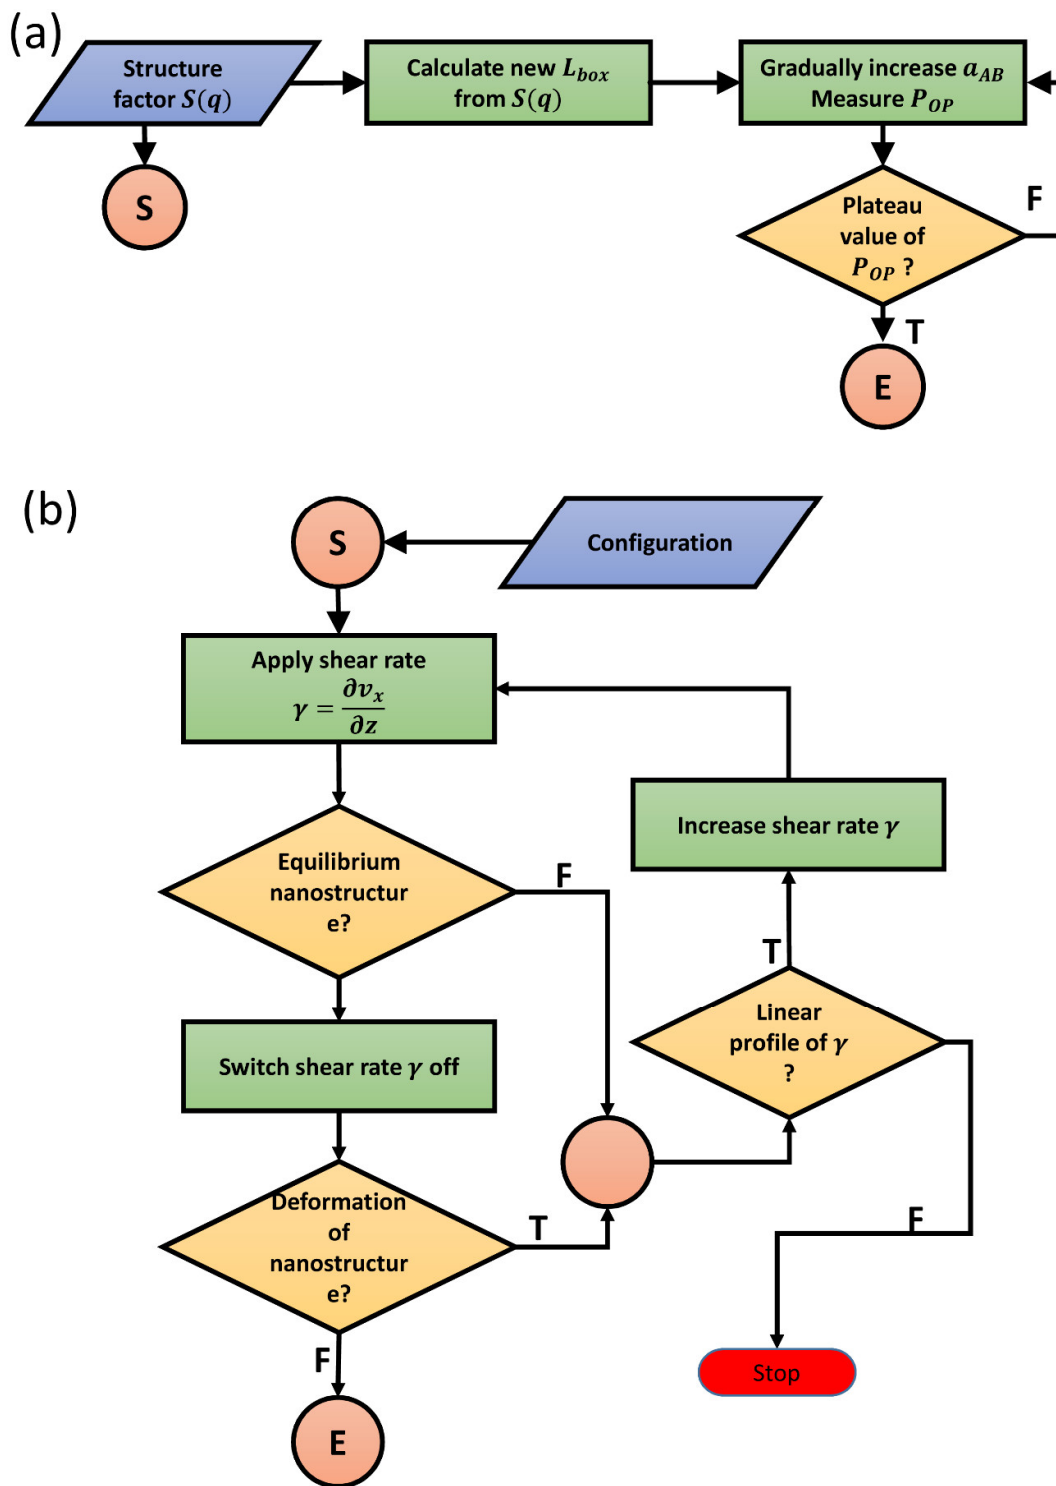 (a)
Structure
factor S(q)
Calculate new L_box
from S(q)
Gradually increase a_AB
Measure P_OP
S
Plateau
value of
P_OP ?
F
T
E
(b)
S
Configuration
Apply shear rate
γ = ∂v_x / ∂z
Increase shear rate γ
Equilibrium
nanostructur
e?
F
T
Linear
profile of γ
?
Switch shear rate γ off
Deformation
of
nanostructur
e?
T
F
F
Stop
E